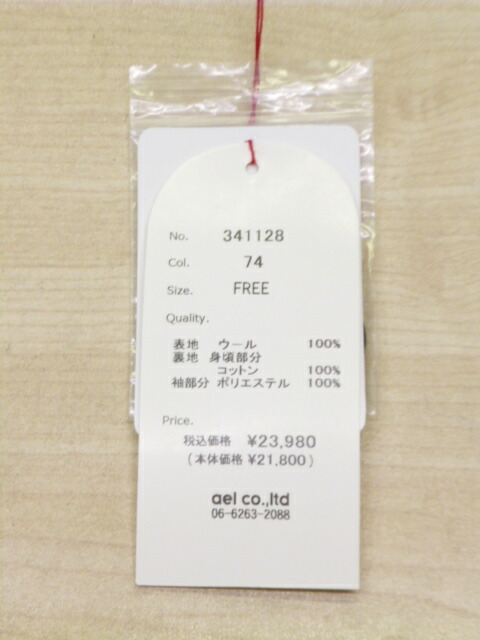 No. 341128
Col. 74
Size. FREE
Quality.
表地 ウール 100%
裏地 身頃部分
コットン 100%
袖部分 ポリエステル 100%
Price.
税込価格 ¥23,980
(本体価格 ¥21,800)
ael co.,ltd
06-6263-2088